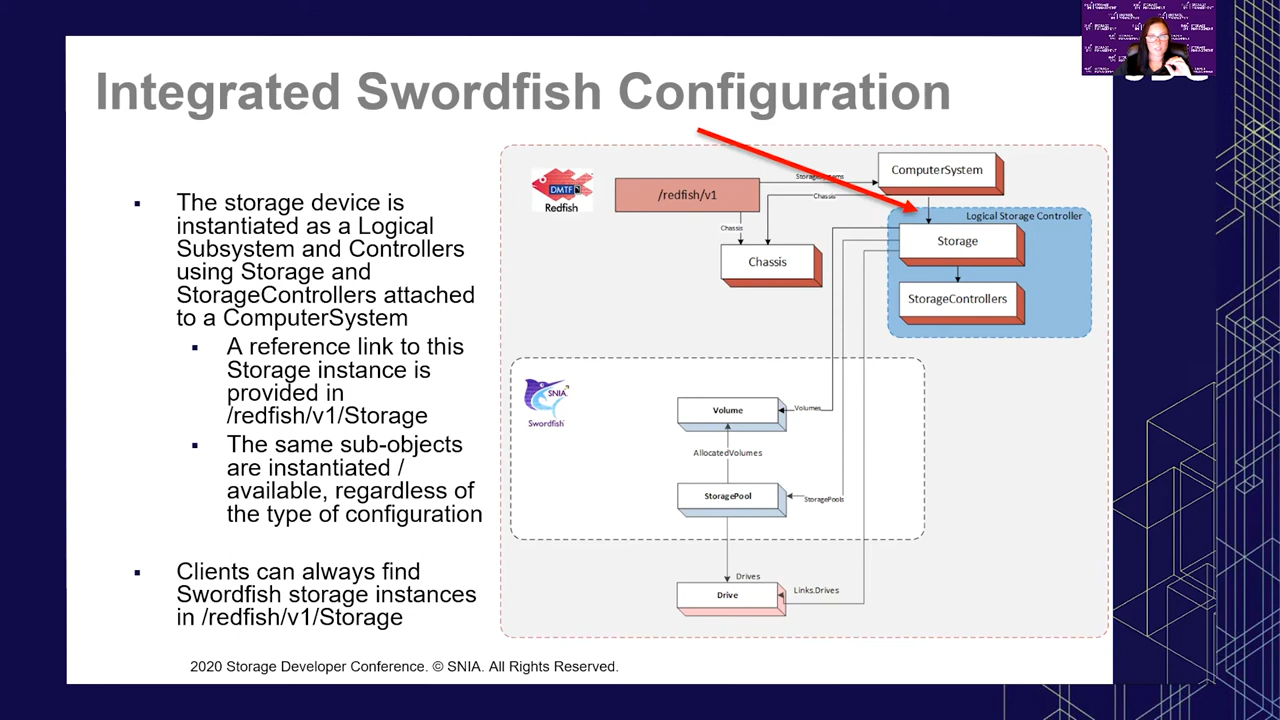 Integrated Swordfish Configuration
▪ The storage device is
instantiated as a Logical
Subsystem and Controllers
using Storage and
StorageControllers attached
to a ComputerSystem
▪ A reference link to this
Storage instance is
provided in
/redfish/v1/Storage
▪ The same sub-objects
are instantiated /
available, regardless of
the type of configuration
▪ Clients can always find
Swordfish storage instances
in /redfish/v1/Storage
DMTF
Redfish
/redfish/v1
Chassis
Chassis
Chassis
ComputerSystem
Logical Storage Controller
Storage
StorageControllers
SNIA
Swordfish
Volume
Volumes
AllocatedVolumes
StoragePool
StoragePools
Drives
Drive
Links.Drives
2020 Storage Developer Conference. © SNIA. All Rights Reserved.